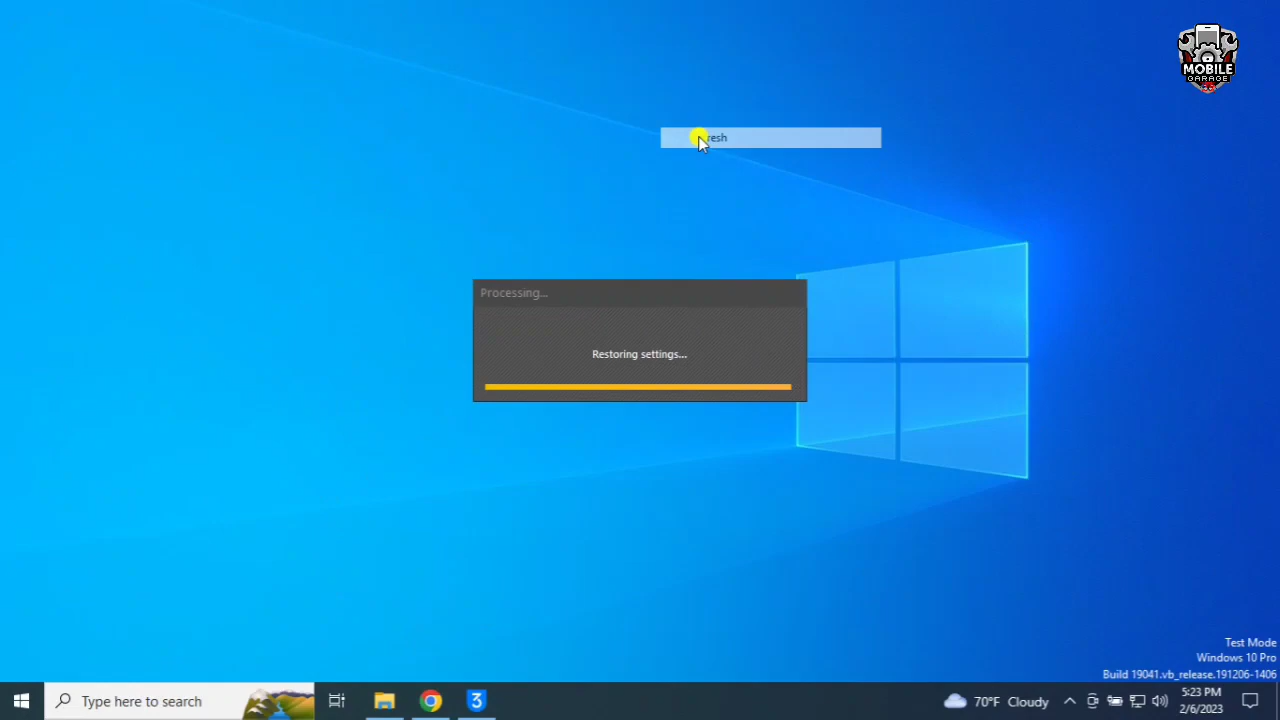 MOBILE
GARAGE
resh
Processing...
Restoring settings...
Test Mode
Windows 10 Pro
Build 19041.vb_release.191206-1406
Type here to search
3
70°F Cloudy
5:23 PM
2/6/2023